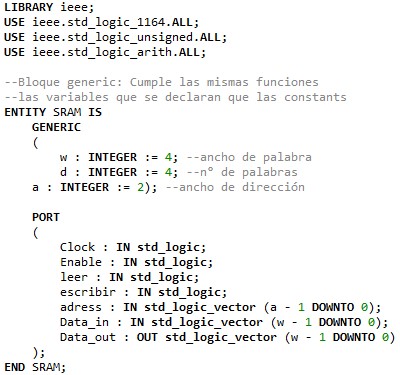 LIBRARY ieee;
USE ieee.std_logic_1164.ALL;
USE ieee.std_logic_unsigned.ALL;
USE ieee.std_logic_arith.ALL;
--Bloque generic: Cumple las mismas funciones
--las variables que se declaran que las constants
ENTITY SRAM IS
GENERIC
(
w : INTEGER := 4; --ancho de palabra
d : INTEGER := 4; --nº de palabras
a : INTEGER := 2); --ancho de dirección
PORT
(
Clock : IN std_logic;
Enable : IN std_logic;
leer : IN std_logic;
escribir : IN std_logic;
adress : IN std_logic_vector (a - 1 DOWNTO 0);
Data_in : IN std_logic_vector (w - 1 DOWNTO 0);
Data_out : OUT std_logic_vector (w - 1 DOWNTO 0)
);
END SRAM;